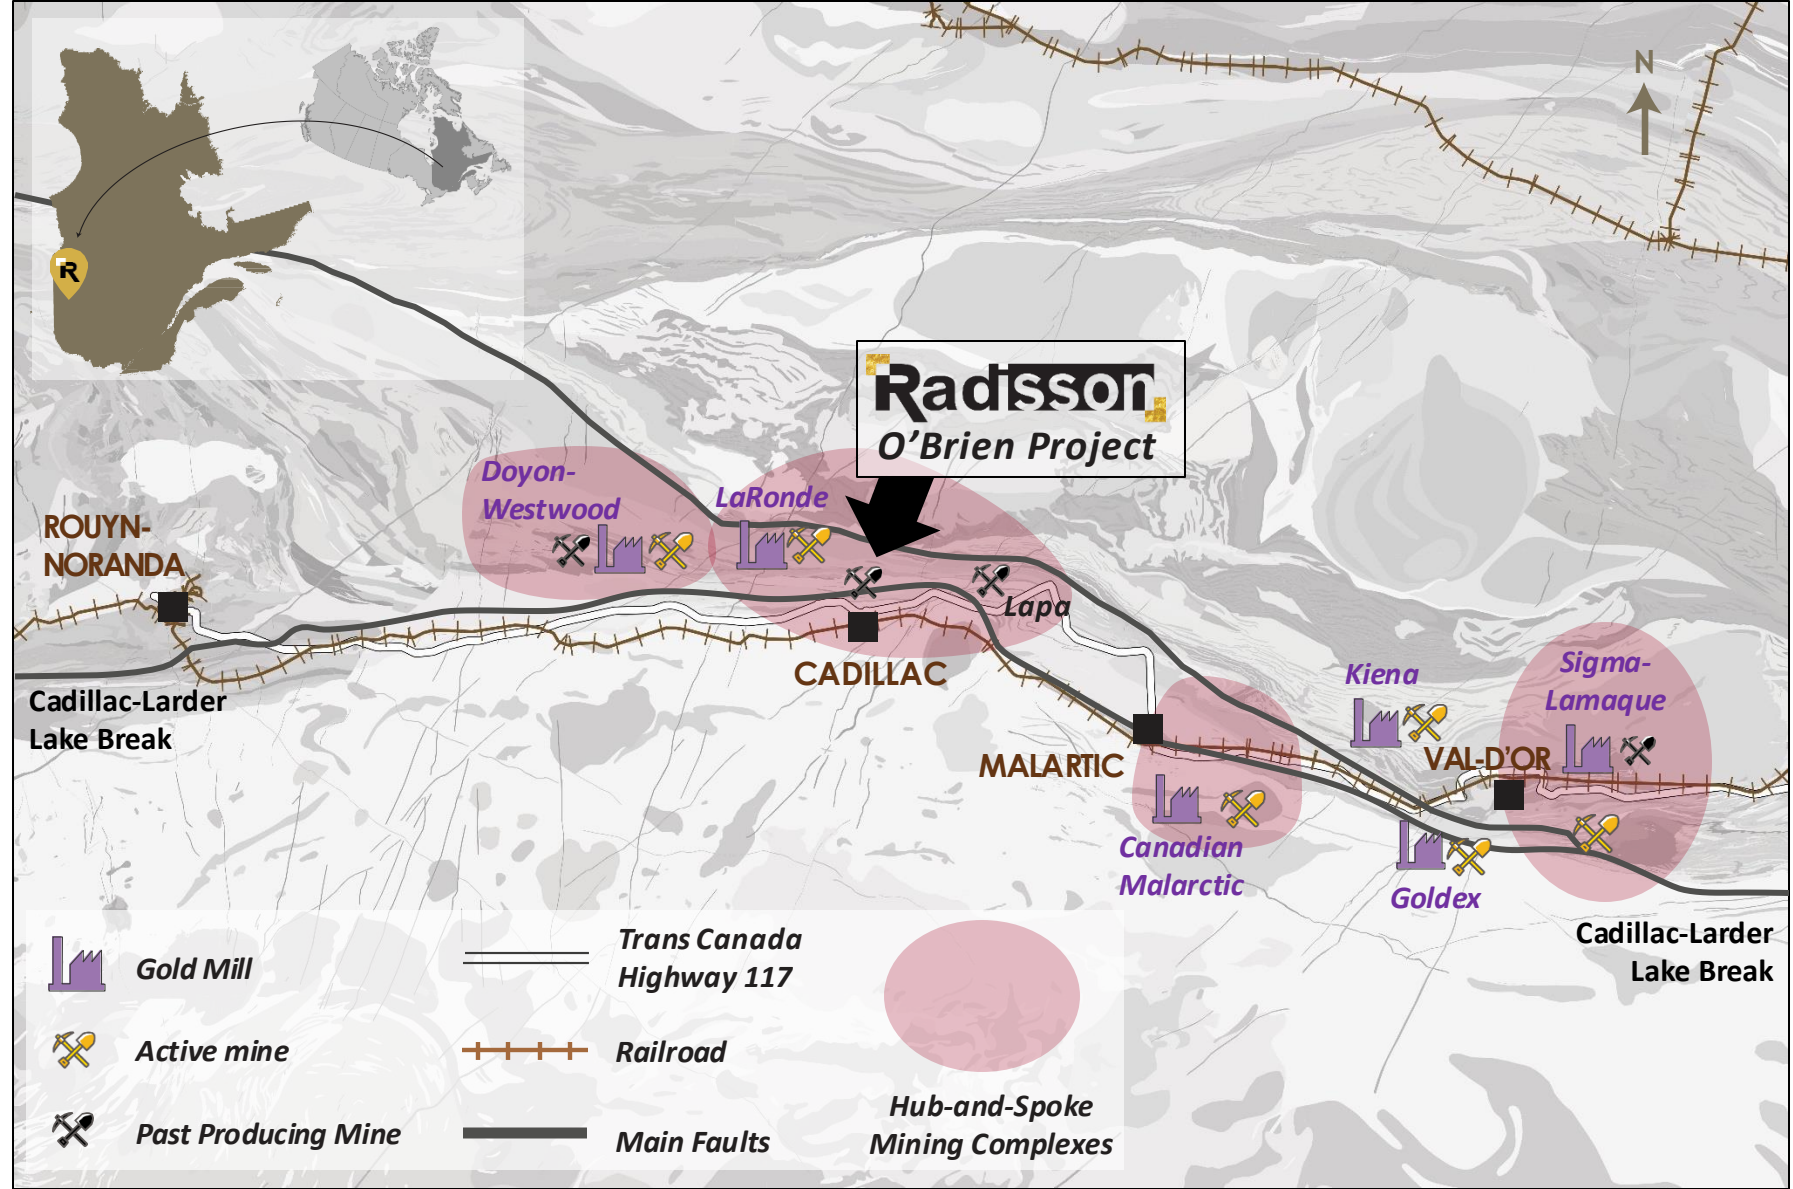 N
R
Radisson
O'Brien Project
Doyon-
Westwood
LaRonde
ROUYN-
NORANDA
Lapa
CADILLAC
Cadillac-Larder
Lake Break
Kiena
Sigma-
Lamaque
MALARTIC
VAL-D'OR
Canadian
Malarctic
Goldex
Cadillac-Larder
Lake Break
Gold Mill
Active mine
Past Producing Mine
Trans Canada
Highway 117
Railroad
Main Faults
Hub-and-Spoke
Mining Complexes